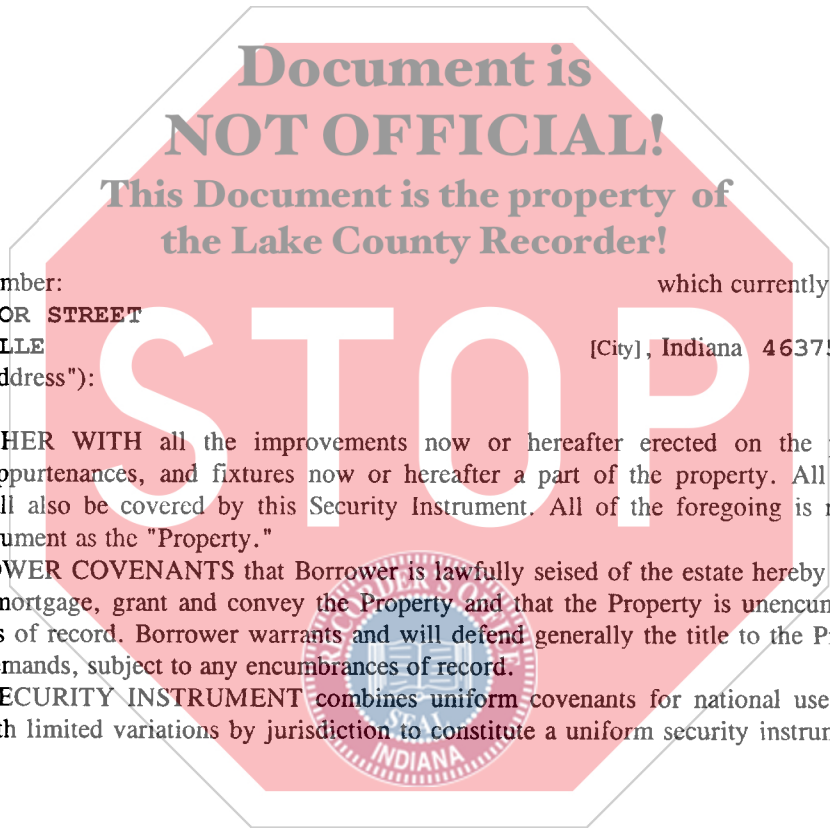 Document is
NOT OFFICIAL!
This Document is the property of
the Lake County Recorder!
mber: which currently
OR STREET
LLE [City], Indiana 46375
ddress"):
STOP
HER WITH all the improvements now or hereafter erected on the
ppurtenances, and fixtures now or hereafter a part of the property. All
ll also be covered by this Security Instrument. All of the foregoing is
ument as the "Property."
OWER COVENANTS that Borrower is lawfully seised of the estate hereby
mortgage, grant and convey the Property and that the Property is unencum
s of record. Borrower warrants and will defend generally the title to the P
mands, subject to any encumbrances of record.
ECURITY INSTRUMENT combines uniform covenants for national use
th limited variations by jurisdiction to constitute a uniform security instrum
RECORDER'S OFFICE
SEAL
INDIANA